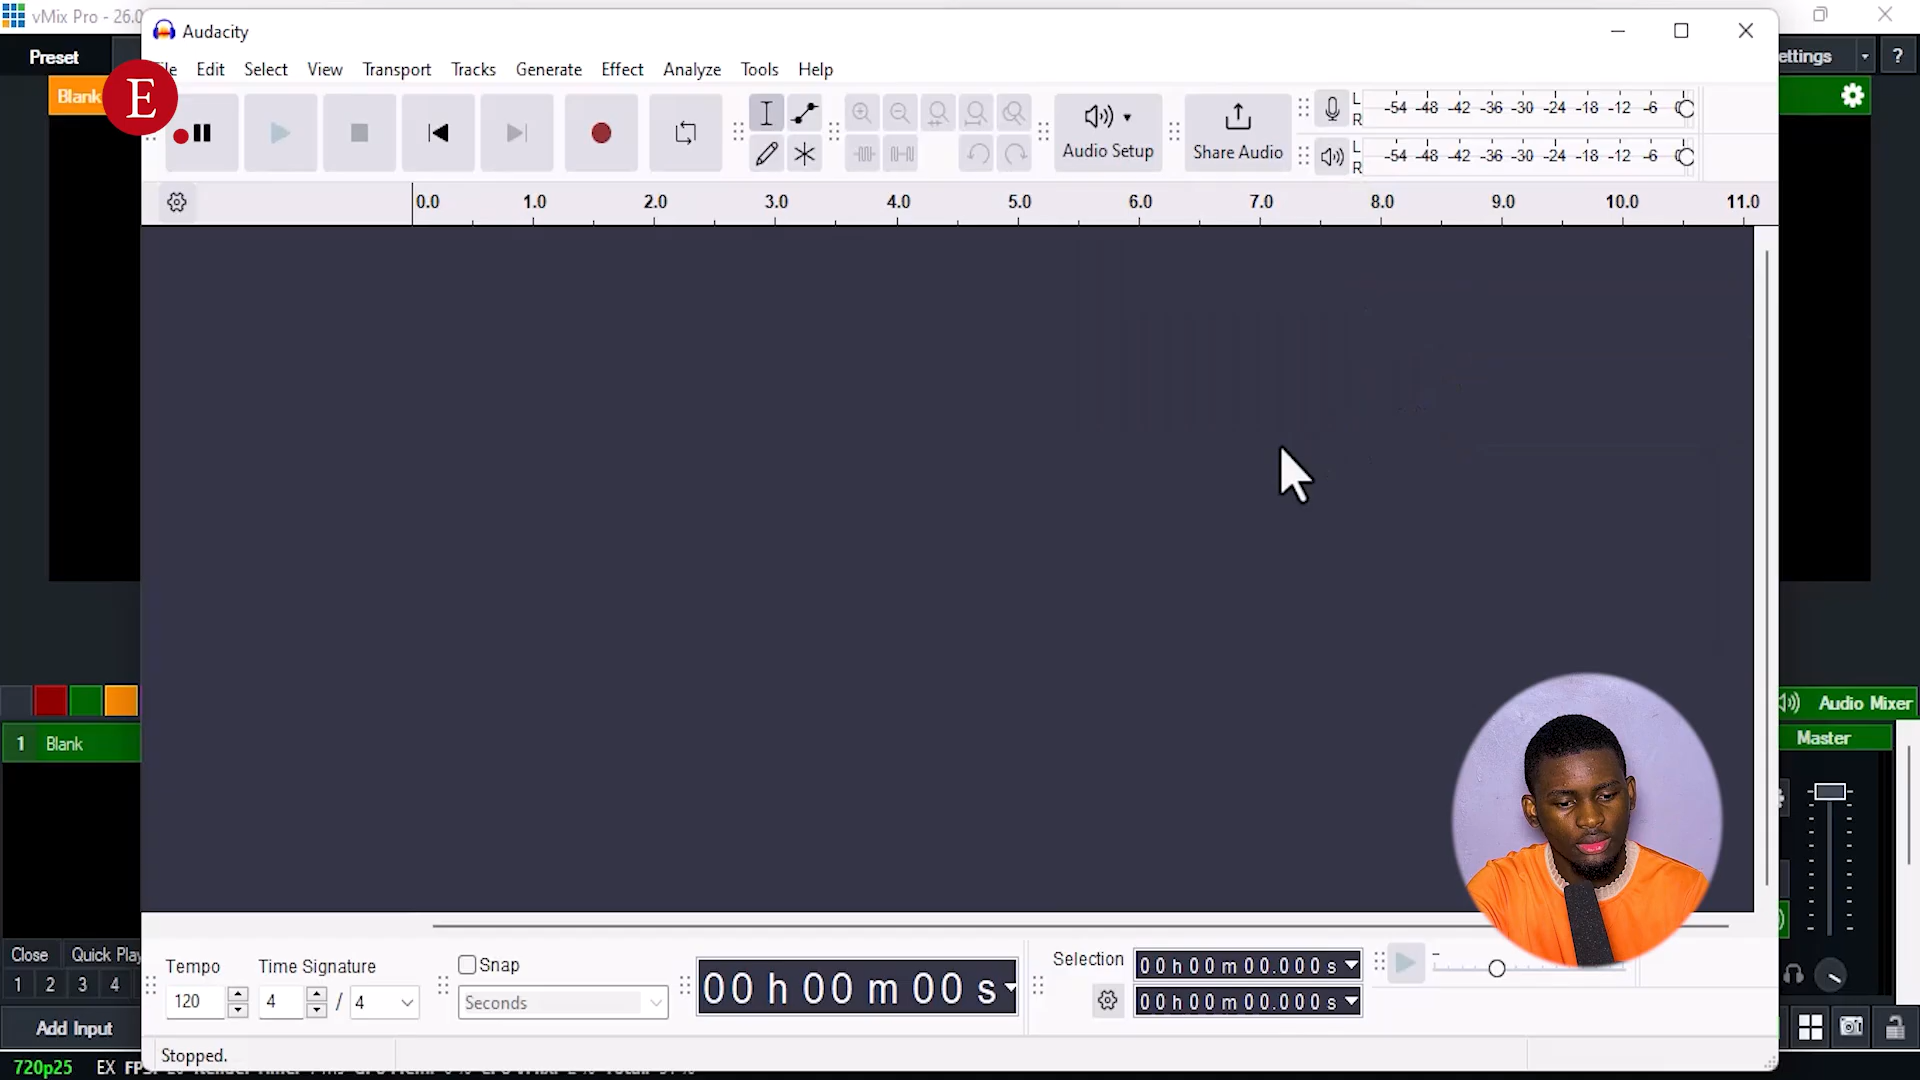 vMix Pro - 26.0
Audacity
Preset
ettings
?
Edit Select View Transport Tracks Generate Effect Analyze Tools Help
Blank
E
Audio Setup
Share Audio
L
R
-54 -48 -42 -36 -30 -24 -18 -12 -6 0
L
R
-54 -48 -42 -36 -30 -24 -18 -12 -6 0
0.0 1.0 2.0 3.0 4.0 5.0 6.0 7.0 8.0 9.0 10.0 11.0
Audio Mixer
1 Blank
Master
Close Quick Play
1 2 3 4
Add Input
Tempo
120
Time Signature
4 / 4
Snap
Seconds
00 h 00 m 00 s
Selection
00 h 00 m 00.000 s
00 h 00 m 00.000 s
Stopped.
720p25 EX